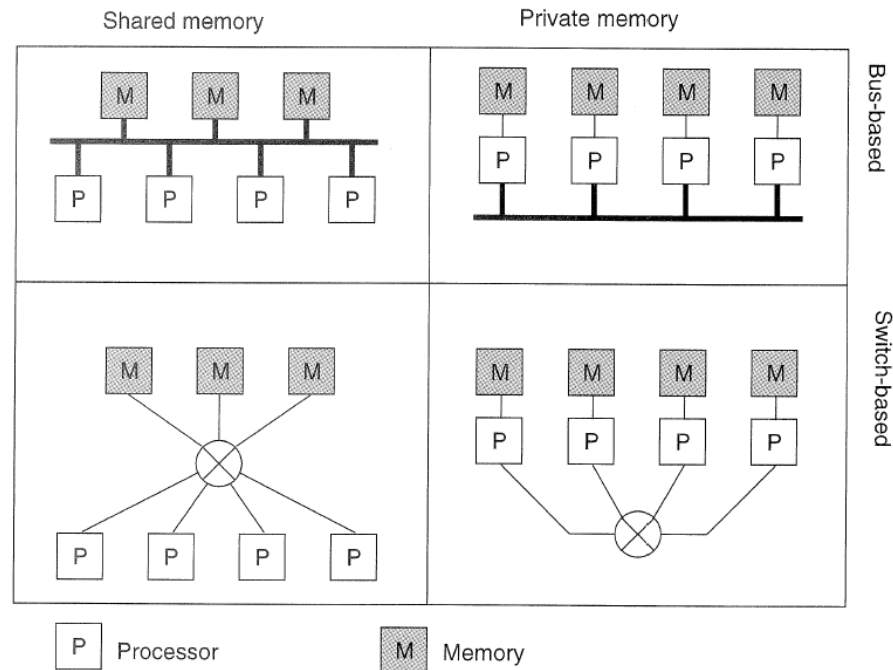 Shared memory
Private memory
M M M
P P P P
M M M M
P P P P
Bus-based
M M M
P P P P
M M M M
P P P P
Switch-based
P Processor
M Memory